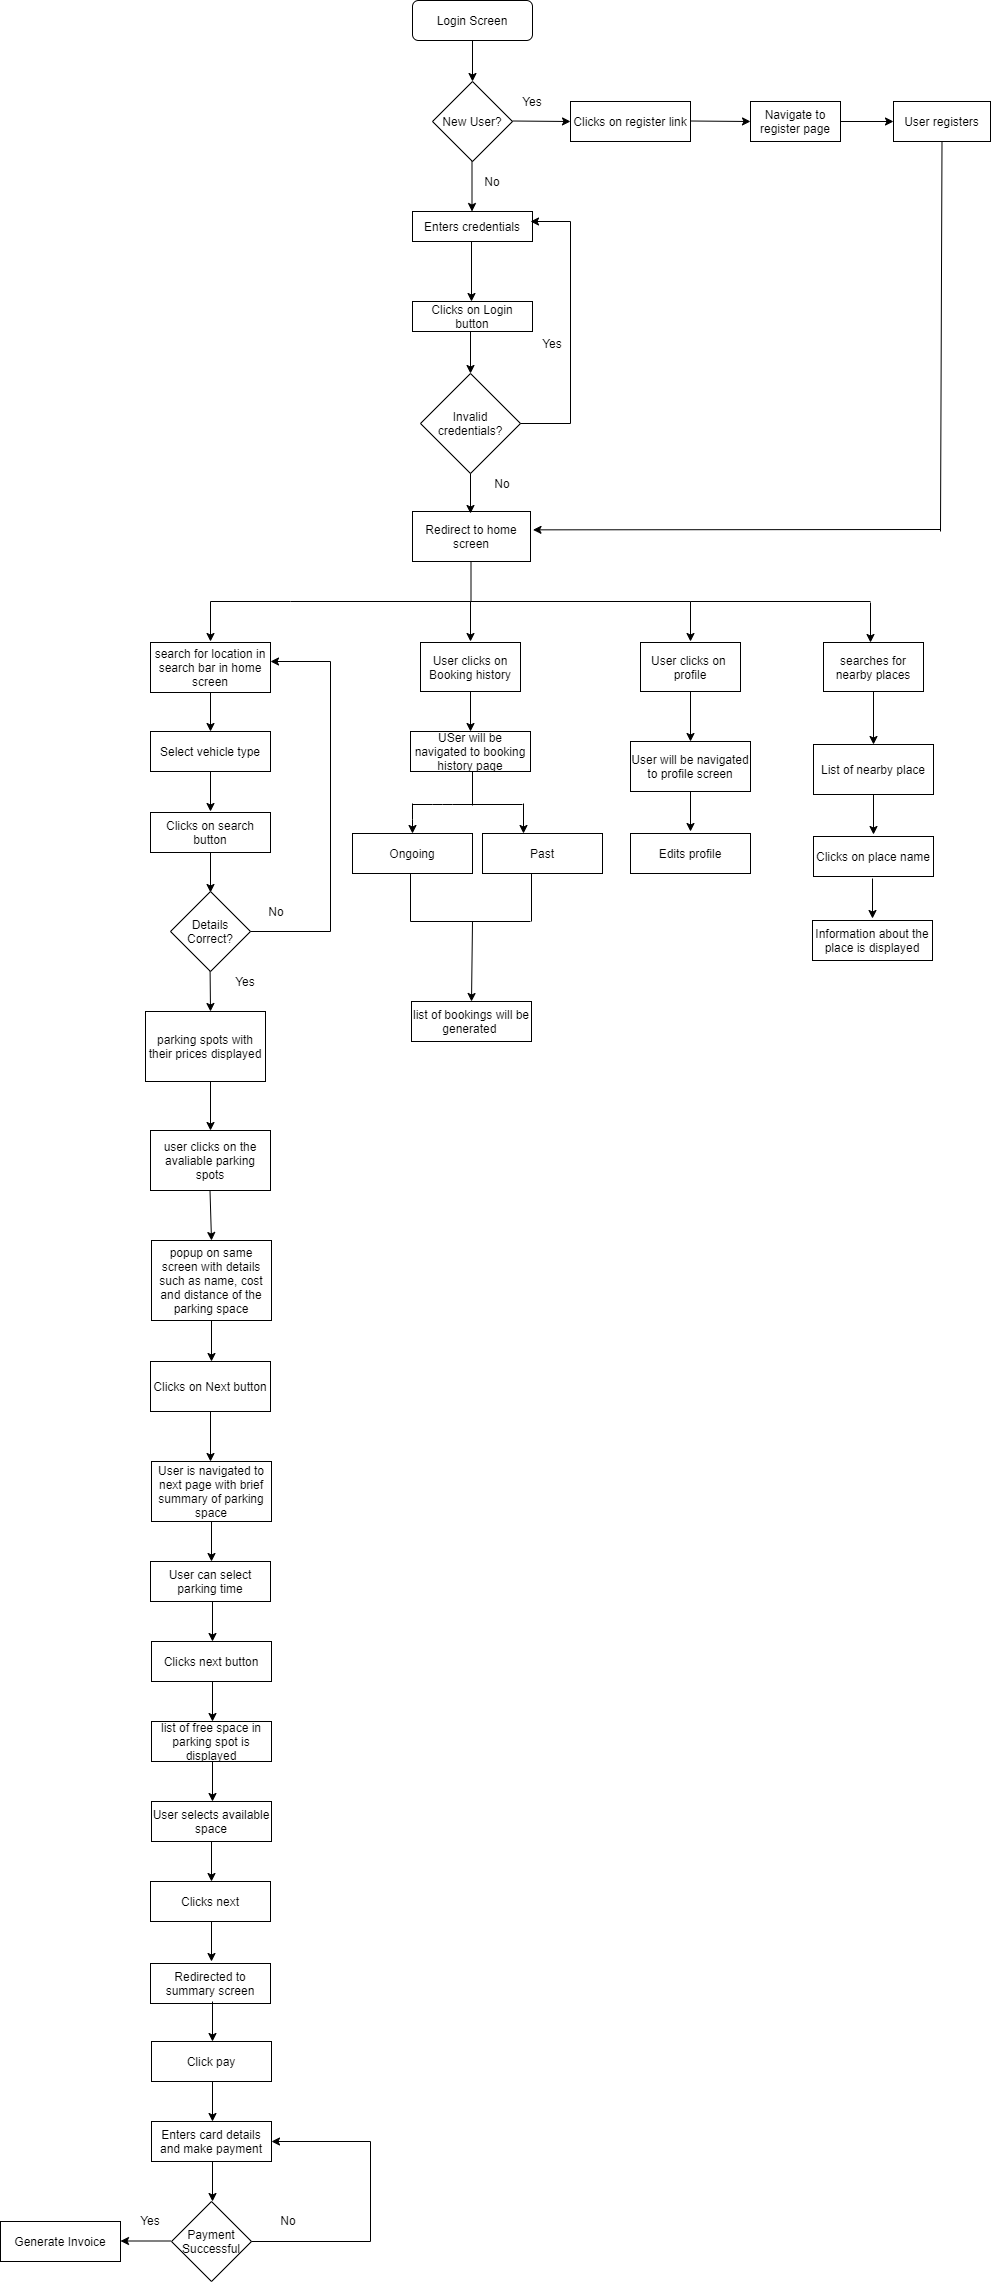 Login Screen
New User?
Yes
Clicks on register link
Navigate to
register page
User registers
No
Enters credentials
Clicks on Login
button
Yes
Invalid
credentials?
No
Redirect to home
screen
search for location in
search bar in home
screen
User clicks on
Booking history
User clicks on
profile
searches for
nearby places
Select vehicle type
USer will be
navigated to booking
history page
User will be navigated
to profile screen
List of nearby place
Clicks on search
button
Ongoing
Past
Edits profile
Clicks on place name
Details
Correct?
No
Information about the
place is displayed
Yes
list of bookings will be
generated
parking spots with
their prices displayed
user clicks on the
avaliable parking
spots
popup on same
screen with details
such as name, cost
and distance of the
parking space
Clicks on Next button
User is navigated to
next page with brief
summary of parking
space
User can select
parking time
Clicks next button
list of free space in
parking spot is
displayed
User selects available
space
Clicks next
Redirected to
summary screen
Click pay
Enters card details
and make payment
Payment
Successful
Yes
No
Generate Invoice